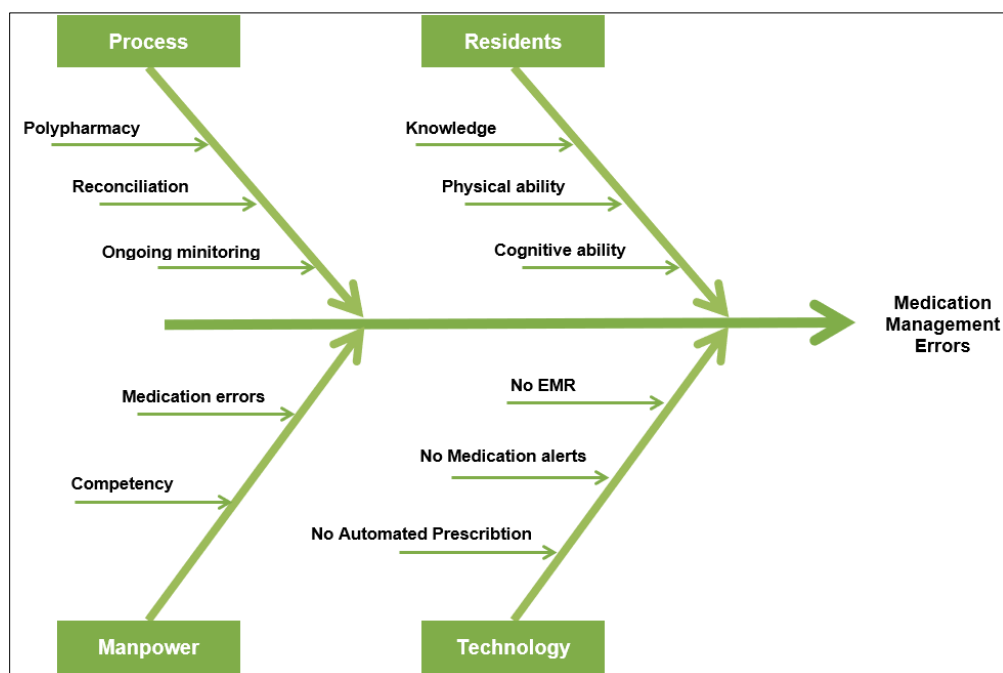 Process
Residents
Polypharmacy
Reconciliation
Ongoing minitoring
Knowledge
Physical ability
Cognitive ability
Medication
Management
Errors
Medication errors
Competency
No EMR
No Medication alerts
No Automated Prescribtion
Manpower
Technology